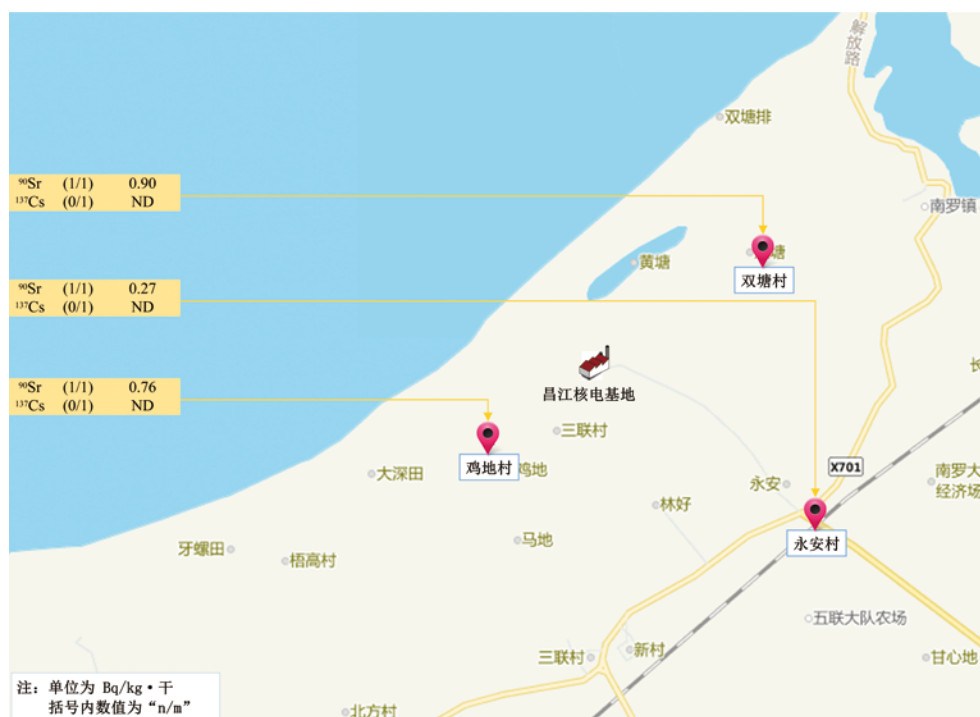 解放路
双塘排
⁹⁰Sr (1/1) 0.90
¹³⁷Cs (0/1) ND
南罗镇
塘
黄塘
双塘村
⁹⁰Sr (1/1) 0.27
¹³⁷Cs (0/1) ND
昌江核电基地
⁹⁰Sr (1/1) 0.76
¹³⁷Cs (0/1) ND
三联村
鸡地村
鸡地
大深田
X701
永安
南罗大
经济场
林好
永安村
马地
牙螺田
梧高村
五联大队农场
新村
三联村
甘心地
注：单位为 Bq/kg·干
括号内数值为“n/m”
北方村